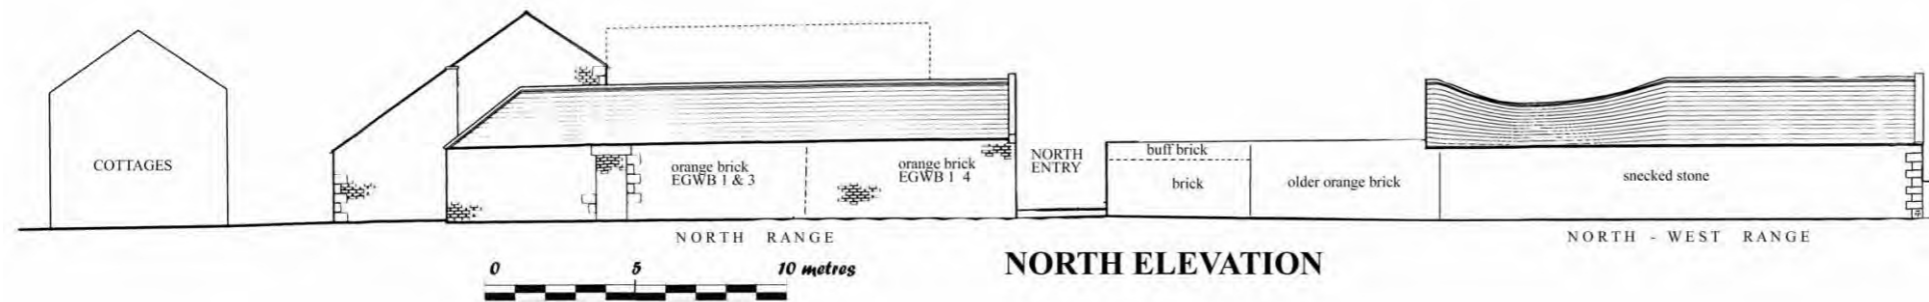 COTTAGES
orange brick
EGWB 1 & 3
orange brick
EGWB 1 4
NORTH
ENTRY
buff brick
brick
older orange brick
snecked stone
NORTH RANGE
NORTH - WEST RANGE
NORTH ELEVATION
0 5 10 metres